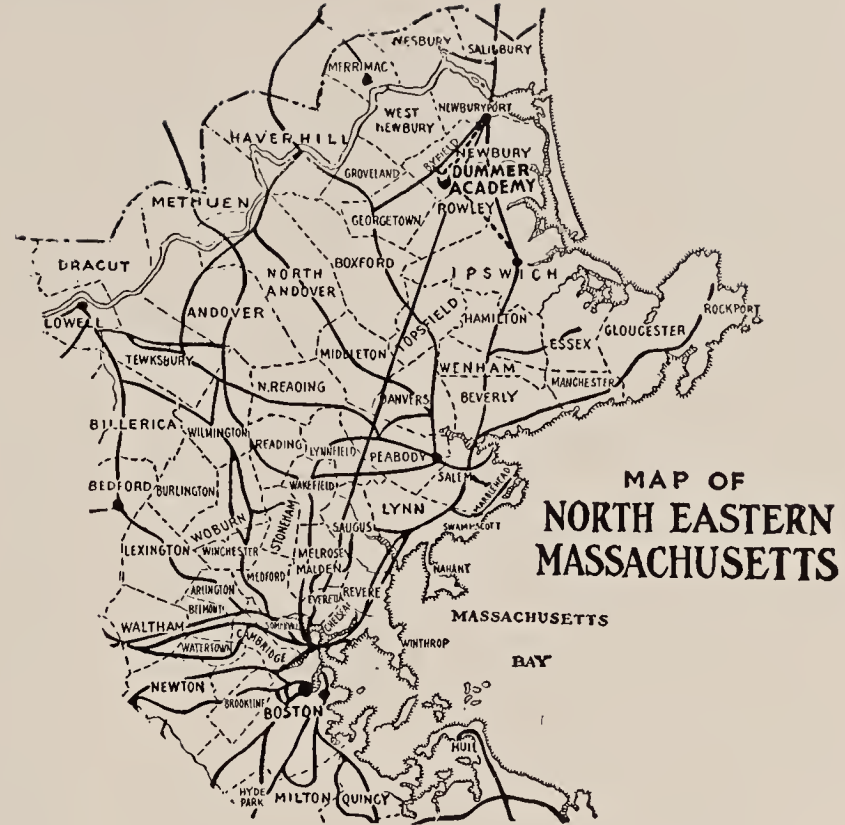 NESBURY
SALISBURY
MERRIMAC
WEST
NEWBURY
NEWBURYPORT
HAVERHILL
BYFIELD
NEWBURY
DUMMER
ACADEMY
GROVELAND
METHUEN
GEORGETOWN
ROWLEY
DRACUT
NORTH
ANDOVER
BOXFORD
IPSWICH
LOWELL
ANDOVER
TOPSFIELD
HAMILTON
ROCKPORT
GLOUCESTER
ESSEX
TEWKSBURY
MIDDLETON
WENHAM
N.READING
MANCHESTER
DANVERS
BEVERLY
BILLERICA
WILMINGTON
READING
LYNNFIELD
PEABODY
SALEM
BEDFORD
BURLINGTON
WAKEFIELD
MARBLEHEAD
LYNN
SWAMPSCOTT
MAP OF
NORTH EASTERN
MASSACHUSETTS
WOBURN
STONEHAM
SAUGUS
LEXINGTON
WINCHESTER
MELROSE
MALDEN
NAHANT
MEDFORD
ARLINGTON
EVERETT
REVERE
BELMONT
CHELSEA
SOMERVILLE
MASSACHUSETTS
BAY
WALTHAM
WATERTOWN
CAMBRIDGE
WINTHROP
NEWTON
BROOKLINE
BOSTON
HULL
HYDE
PARK
MILTON
QUINCY